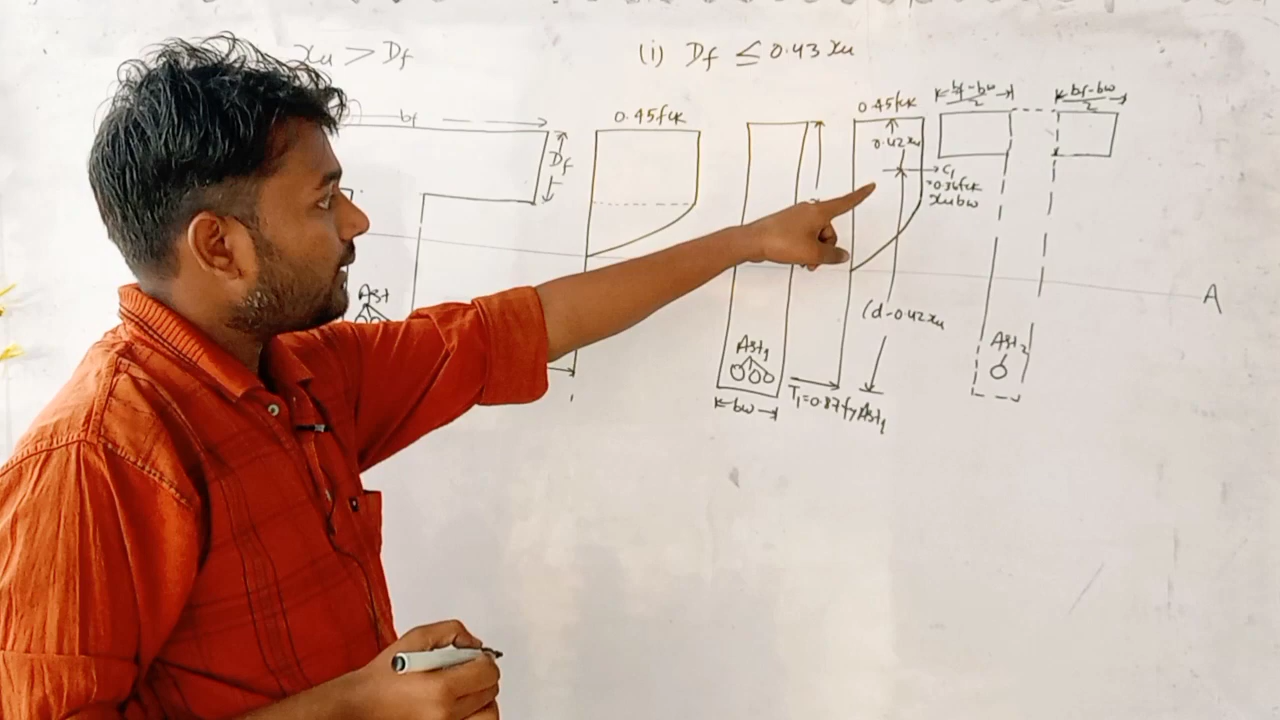 xu > Df
(i) Df ≤ 0.43 xu
bf
Df
Ast
0.45fck
Ast1
bw
T1=0.87fyAst1
0.45fck
0.42xu
C1
=0.36fck
xubw
(d-0.42xu
bf-bw
2
bf-bw
2
Ast2
A